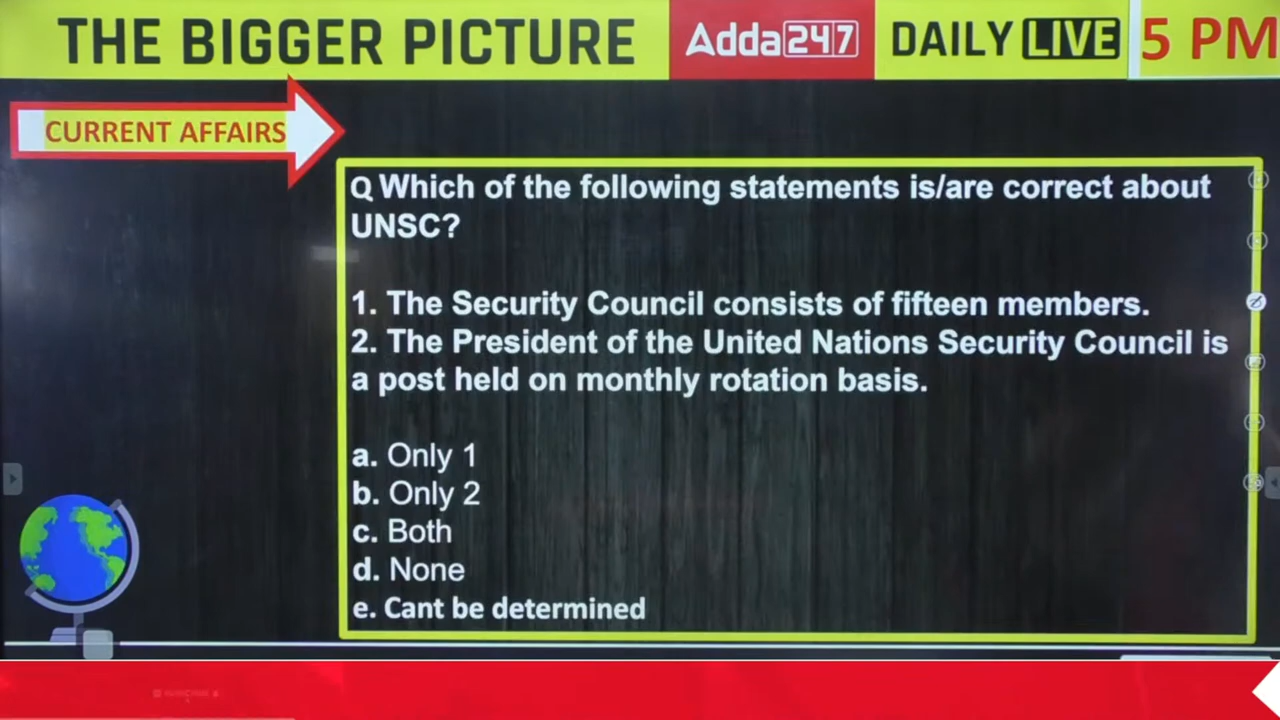 THE BIGGER PICTURE Adda247 DAILY LIVE 5 PM
CURRENT AFFAIRS
Q Which of the following statements is/are correct about
UNSC?
1. The Security Council consists of fifteen members.
2. The President of the United Nations Security Council is
a post held on monthly rotation basis.
a. Only 1
b. Only 2
c. Both
d. None
e. Cant be determined